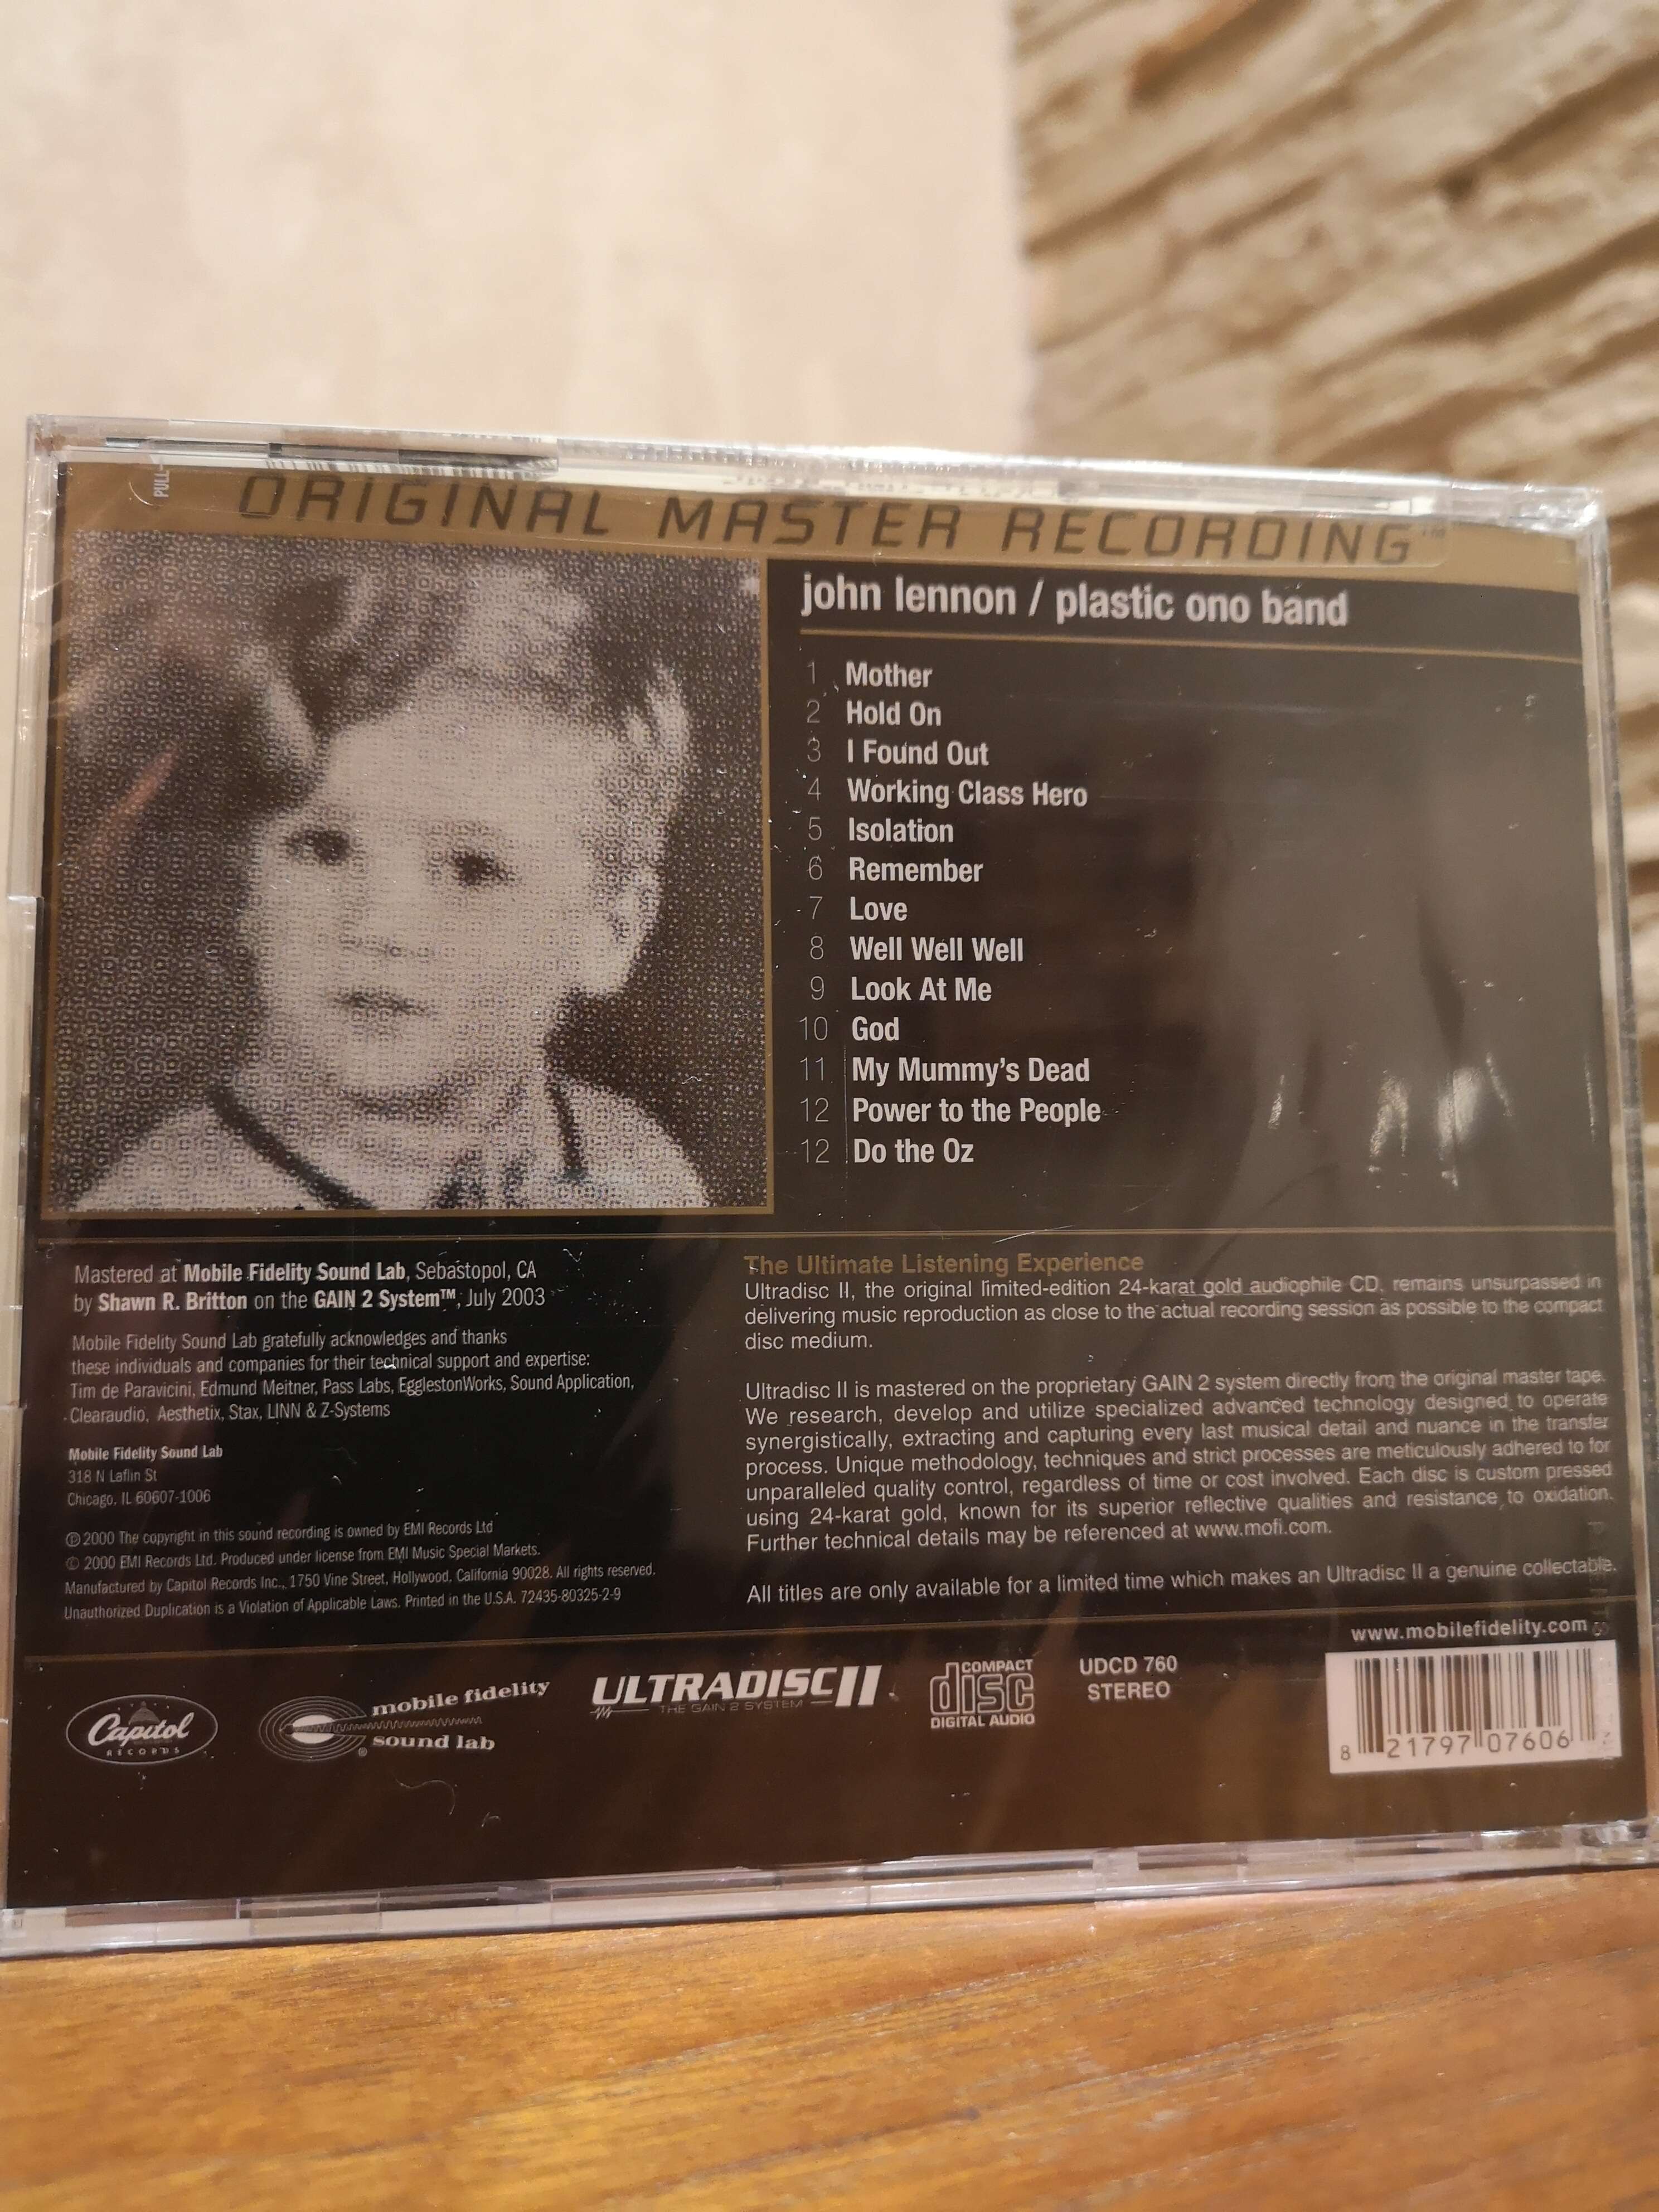 PULL
ORIGINAL MASTER RECORDING™
john lennon / plastic ono band
1 Mother
2 Hold On
3 I Found Out
4 Working Class Hero
5 Isolation
6 Remember
7 Love
8 Well Well Well
9 Look At Me
10 God
11 My Mummy's Dead
12 Power to the People
12 Do the Oz
Mastered at Mobile Fidelity Sound Lab, Sebastopol, CA
by Shawn R. Britton on the GAIN 2 System™, July 2003
Mobile Fidelity Sound Lab gratefully acknowledges and thanks
these individuals and companies for their technical support and expertise:
Tim de Paravicini, Edmund Meitner, Pass Labs, EgglestonWorks, Sound Application,
Clearaudio, Aesthetix, Stax, LINN & Z-Systems
Mobile Fidelity Sound Lab
318 N Laflin St
Chicago, IL 60607-1006
℗ 2000 The copyright in this sound recording is owned by EMI Records Ltd
© 2000 EMI Records Ltd. Produced under license from EMI Music Special Markets.
Manufactured by Capitol Records Inc., 1750 Vine Street, Hollywood, California 90028. All rights reserved.
Unauthorized Duplication is a Violation of Applicable Laws. Printed in the U.S.A. 72435-80325-2-9
The Ultimate Listening Experience
Ultradisc II, the original limited-edition 24-karat gold audiophile CD, remains unsurpassed in
delivering music reproduction as close to the actual recording session as possible to the compact
disc medium.
Ultradisc II is mastered on the proprietary GAIN 2 system directly from the original master tape.
We research, develop and utilize specialized advanced technology designed to operate
synergistically, extracting and capturing every last musical detail and nuance in the transfer
process. Unique methodology, techniques and strict processes are meticulously adhered to for
unparalleled quality control, regardless of time or cost involved. Each disc is custom pressed
using 24-karat gold, known for its superior reflective qualities and resistance to oxidation.
Further technical details may be referenced at www.mofi.com.
All titles are only available for a limited time which makes an Ultradisc II a genuine collectable.
www.mobilefidelity.com
Capitol
RECORDS
mobile fidelity
sound lab
®
ULTRADISC II
THE GAIN 2 SYSTEM
COMPACT
disc
DIGITAL AUDIO
UDCD 760
STEREO
8 21797 07606